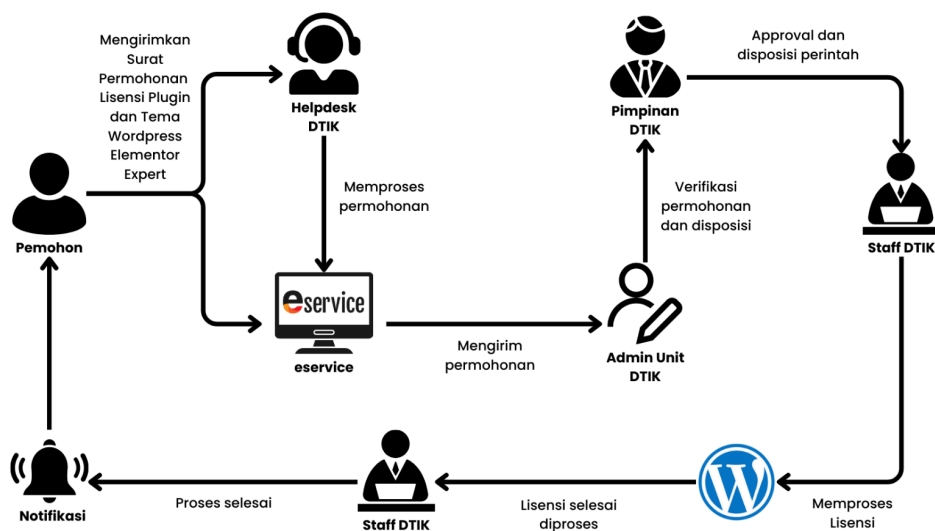 Mengirimkan
Surat
Permohonan
Lisensi Plugin
dan Tema
Wordpress
Elementor
Expert
Pemohon
Helpdesk
DTIK
Memproses
permohonan
eservice
eservice
Mengirim
permohonan
Admin Unit
DTIK
Verifikasi
permohonan
dan disposisi
Pimpinan
DTIK
Approval dan
disposisi perintah
Staff DTIK
Memproses
Lisensi
W
Lisensi selesai
diproses
Staff DTIK
Proses selesai
Notifikasi